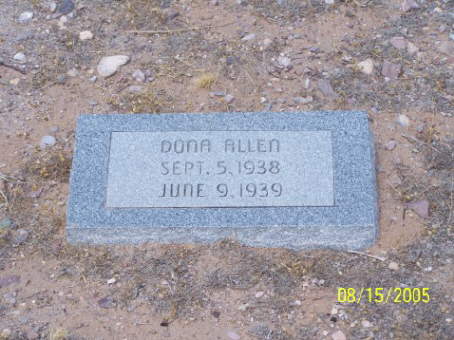 DONA ALLEN
SEPT. 5, 1938
JUNE 9, 1939
08/15/2005